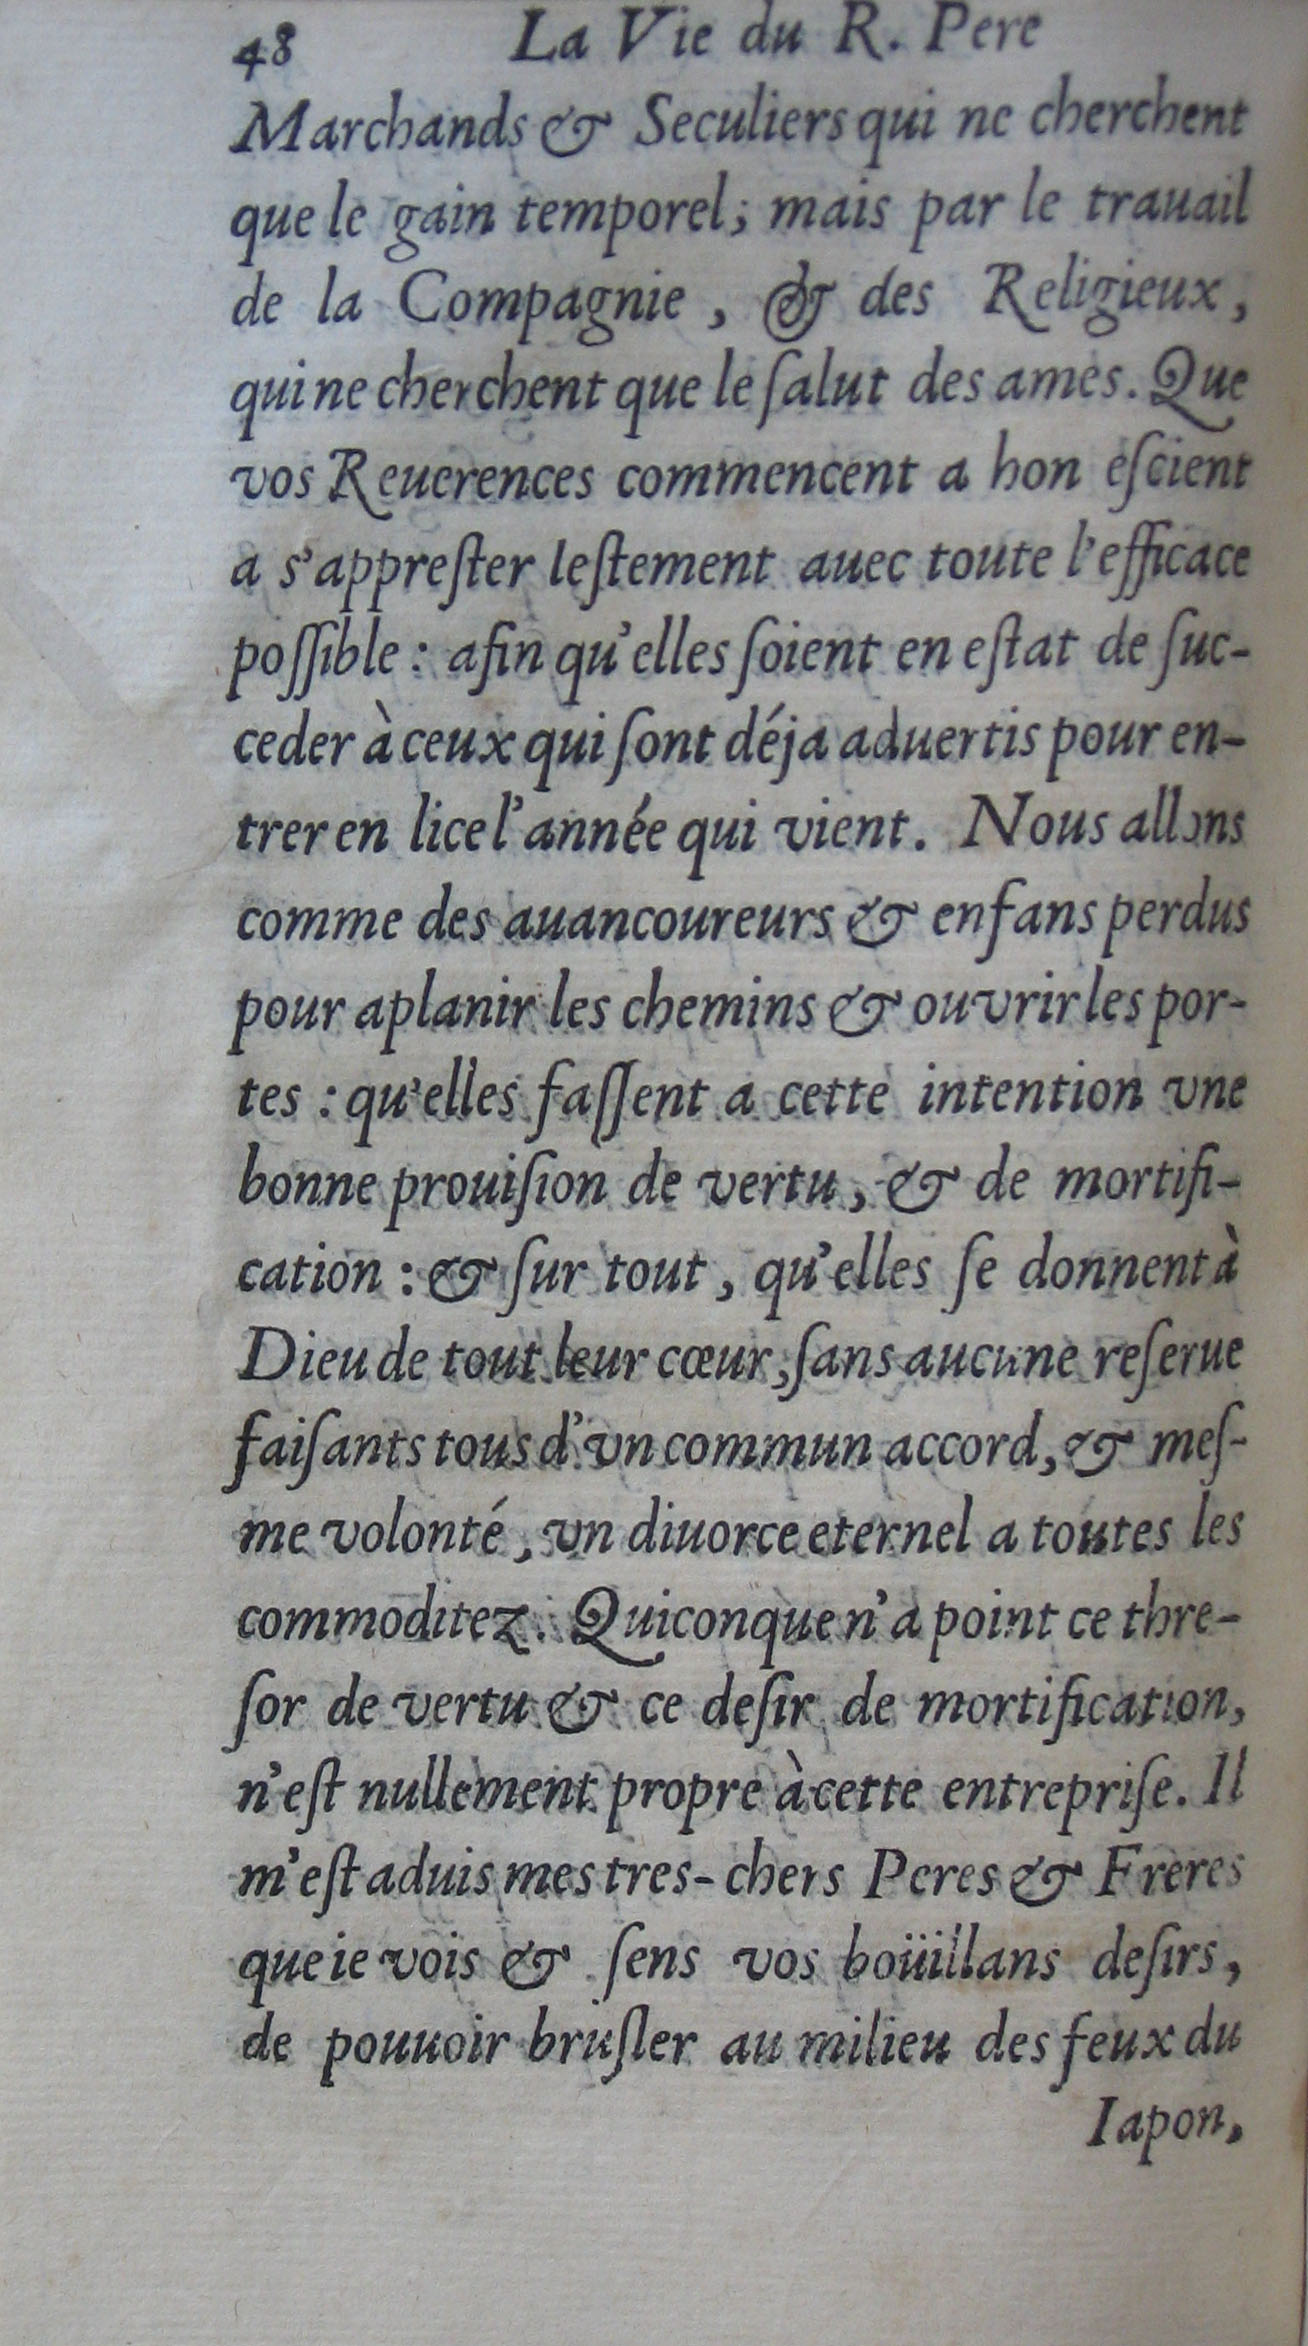 48 La Vie du R. Pere
Marchands & Seculiers qui ne cherchent
que le gain temporel; mais par le trauail
de la Compagnie, & des Religieux,
qui ne cherchent que le ſalut des ames. Que
vos Reuerences commencent a bon eſcient
a s'appreſter leſtement auec toute l'efficace
poſſible: afin qu'elles ſoient en eſtat de ſuc-
ceder à ceux qui ſont déja aduertis pour en-
trer en lice l'année qui vient. Nous allons
comme des auancoureurs & enfans perdus
pour aplanir les chemins & ouvrir les por-
tes: qu'elles faſſent a cette intention vne
bonne prouiſion de vertu, & de mortifi-
cation: & ſur tout, qu'elles ſe donnent à
Dieu de tout leur cœur, ſans aucune reſerue
faiſants tous d'vn commun accord, & meſ-
me volonté, vn diuorce eternel a toutes les
commoditez. Quiconque n'a point ce thre-
ſor de vertu & ce deſir de mortification,
n'eſt nullement propre à cette entrepriſe. Il
m'eſt aduis mes tres-chers Peres & Freres
que ie vois & ſens vos boüillans deſirs,
de pouuoir bruſler au milieu des feux du
Iapon,